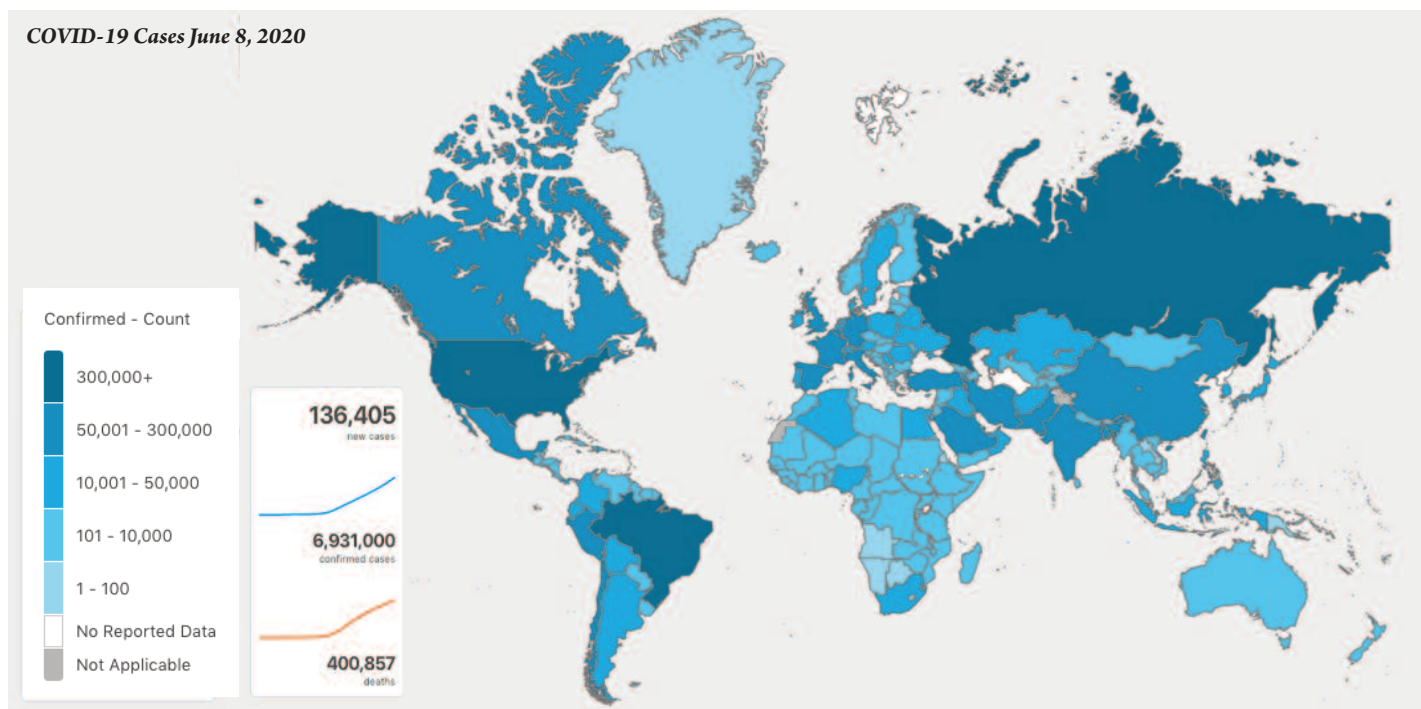 COVID-19 Cases June 8, 2020
Confirmed - Count
300,000+
50,001 - 300,000
10,001 - 50,000
101 - 10,000
1 - 100
No Reported Data
Not Applicable
136,405
new cases
6,931,000
confirmed cases
400,857
deaths